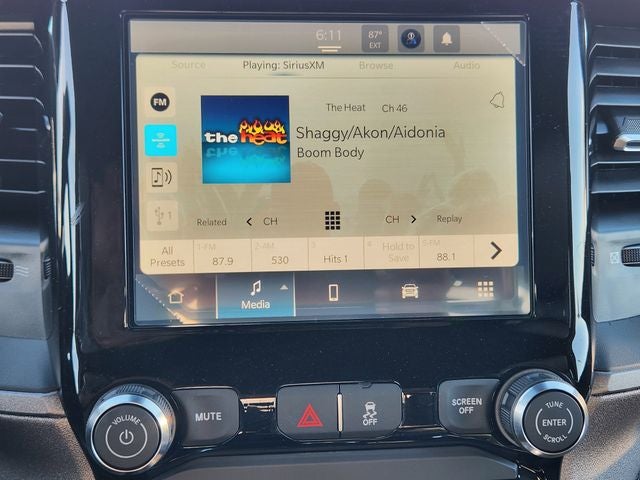 6:11
87°
EXT
Source Playing: SiriusXM Browse Audio
FM
the heat
The Heat Ch 46
Shaggy/Akon/Aidonia
Boom Body
1
Related < CH CH > Replay
All
Presets
1-FM
87.9
2-AM
530
3
Hits 1
4
Hold to
Save
5-FM
88.1
Media
VOLUME
MUTE
OFF
SCREEN
OFF
TUNE
ENTER
SCROLL